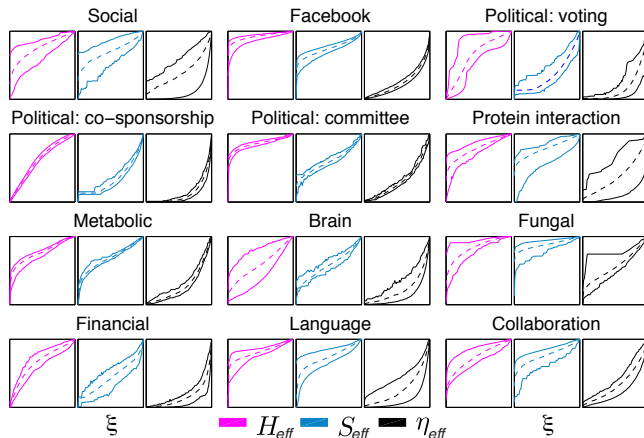 Social Facebook Political: voting
Political: co−sponsorship Political: committee Protein interaction
Metabolic Brain Fungal
Financial Language Collaboration
ξ H_eff S_eff η_eff ξ